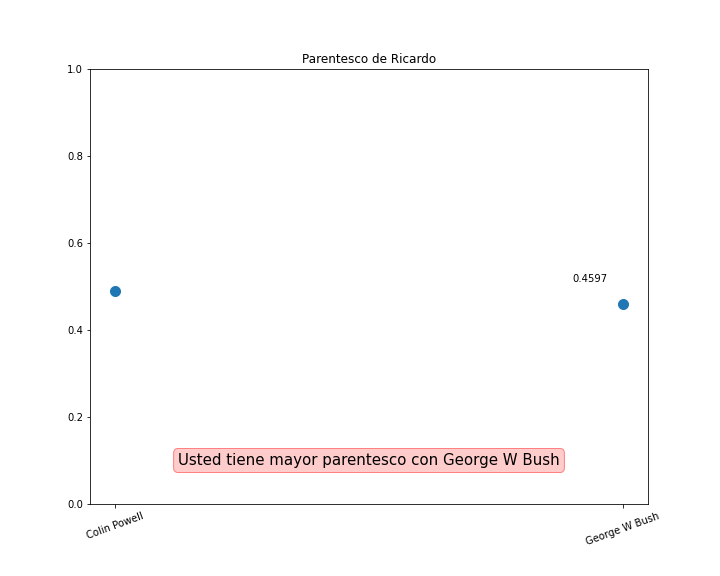 Parentesco de Ricardo
1.0
0.8
0.6
0.4597
0.4
0.2
Usted tiene mayor parentesco con George W Bush
0.0
Colin Powell
George W Bush